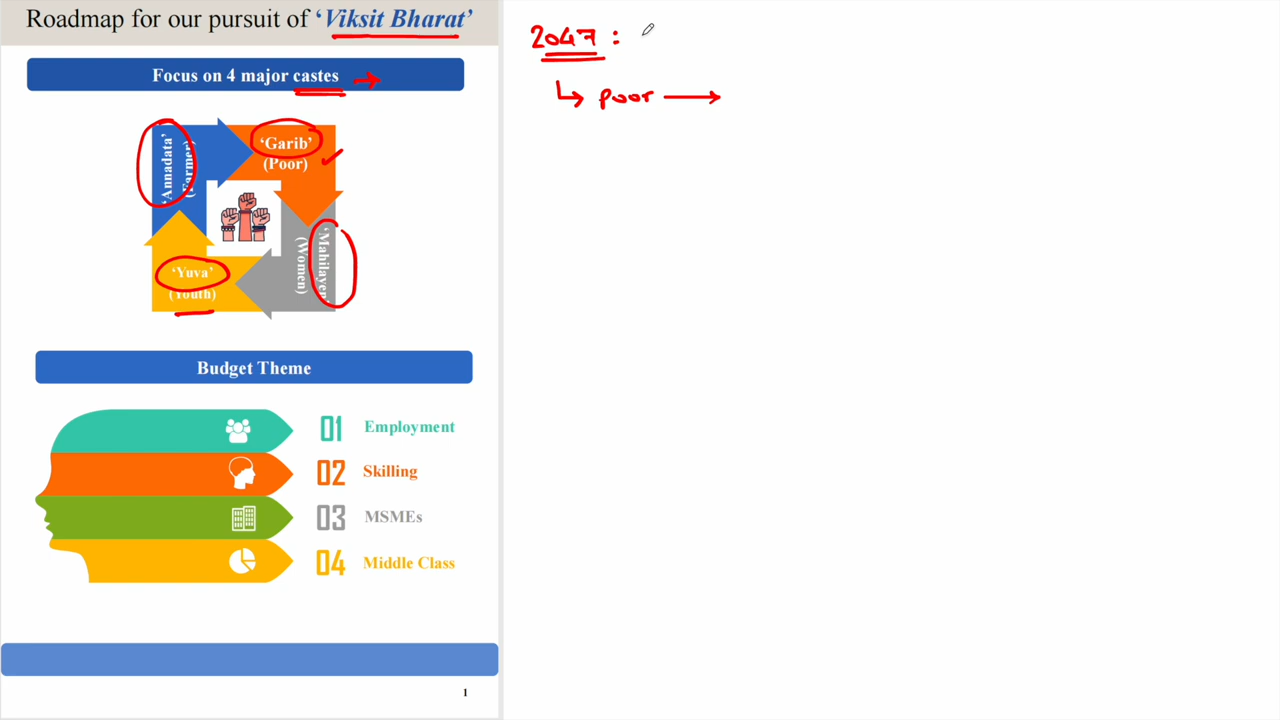 Roadmap for our pursuit of ‘Viksit Bharat’
Focus on 4 major castes
‘Annadata’
(Farmer)
‘Garib’
(Poor)
‘Mahilayen’
(Women)
‘Yuva’
(Youth)
Budget Theme
01 Employment
02 Skilling
03 MSMEs
04 Middle Class
1
2047 :
poor